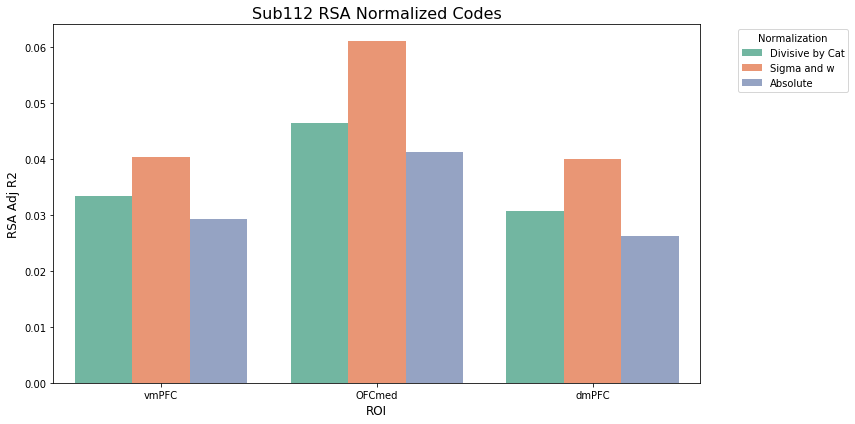 Sub112 RSA Normalized Codes
Normalization
Divisive by Cat
Sigma and w
Absolute
RSA Adj R2
0.06
0.05
0.04
0.03
0.02
0.01
0.00
vmPFC
OFCmed
dmPFC
ROI